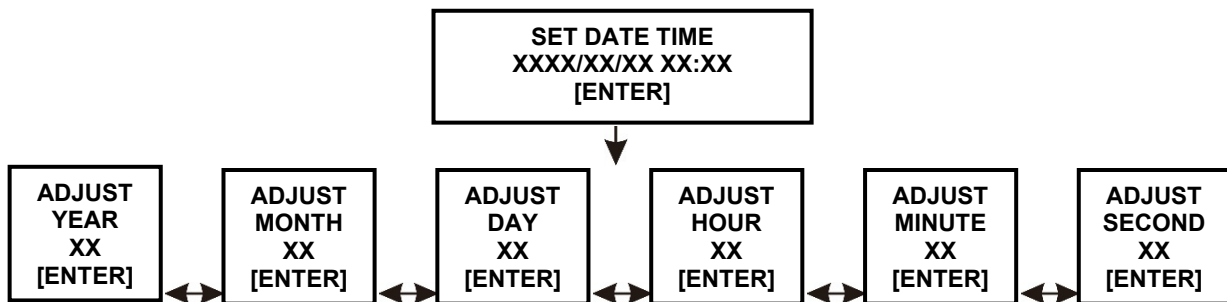 SET DATE TIME
XXXX/XX/XX XX:XX
[ENTER]
ADJUST
YEAR
XX
[ENTER]
ADJUST
MONTH
XX
[ENTER]
ADJUST
DAY
XX
[ENTER]
ADJUST
HOUR
XX
[ENTER]
ADJUST
MINUTE
XX
[ENTER]
ADJUST
SECOND
XX
[ENTER]